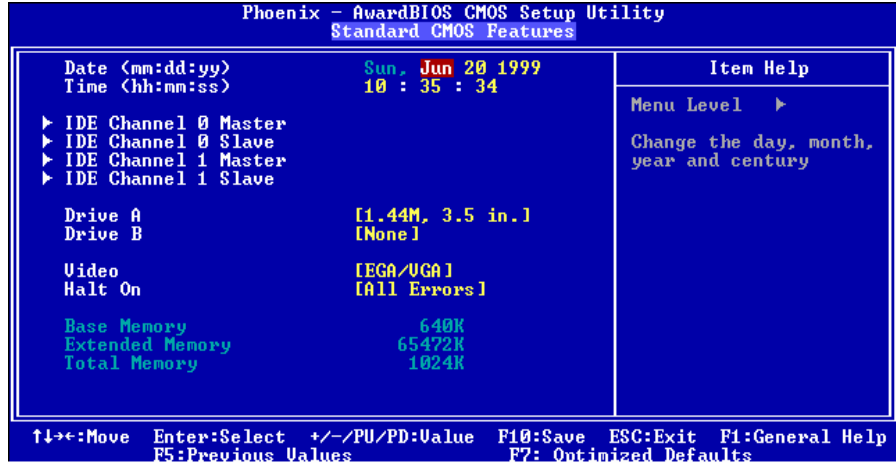 Phoenix – AwardBIOS CMOS Setup Utility
Standard CMOS Features
Date (mm:dd:yy) Sun, Jun 20 1999
Time (hh:mm:ss) 10 : 35 : 34
IDE Channel 0 Master
IDE Channel 0 Slave
IDE Channel 1 Master
IDE Channel 1 Slave
Drive A [1.44M, 3.5 in.]
Drive B [None]
Video [EGA/VGA]
Halt On [All Errors]
Base Memory 640K
Extended Memory 65472K
Total Memory 1024K
Item Help
Menu Level ►
Change the day, month,
year and century
↑↓→←:Move Enter:Select +/-/PU/PD:Value F10:Save ESC:Exit F1:General Help
F5:Previous Values F7: Optimized Defaults